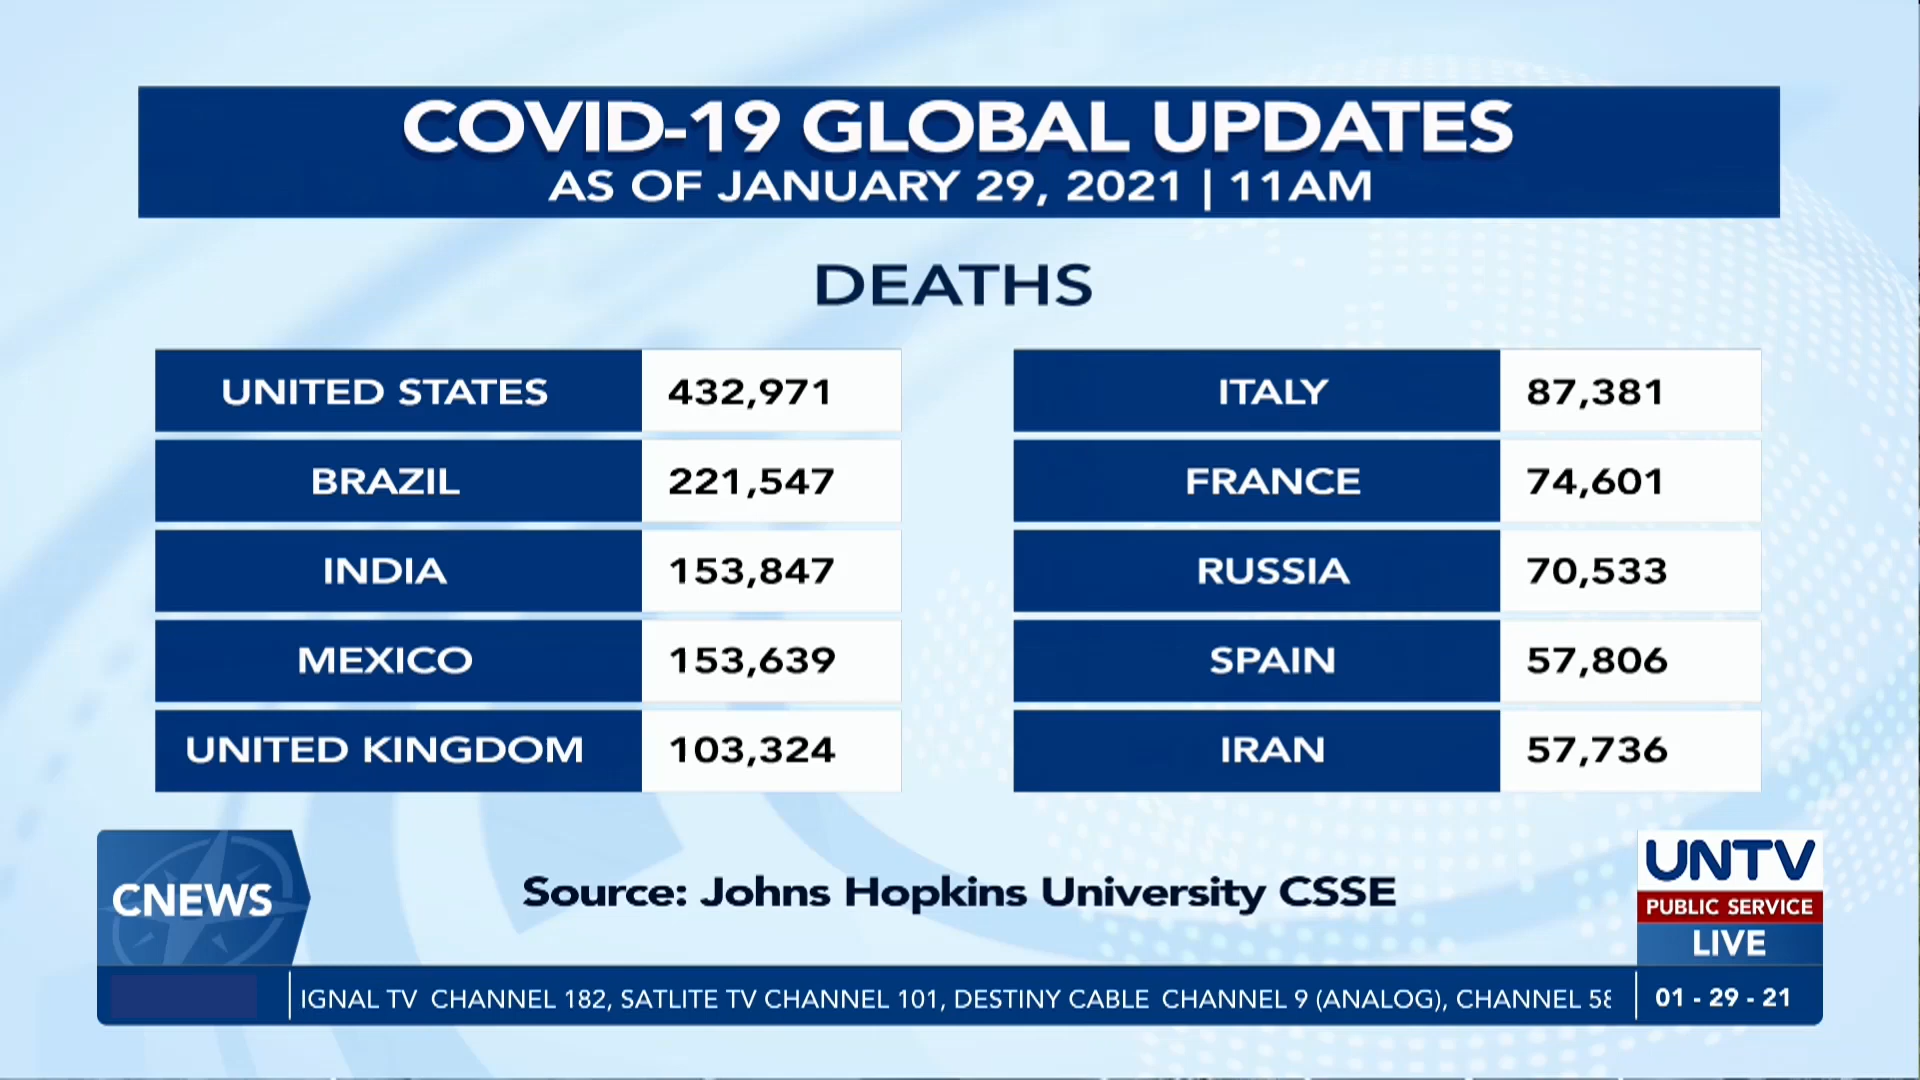 COVID-19 GLOBAL UPDATES
AS OF JANUARY 29, 2021 | 11AM
DEATHS
UNITED STATES 432,971
BRAZIL 221,547
INDIA 153,847
MEXICO 153,639
UNITED KINGDOM 103,324
ITALY 87,381
FRANCE 74,601
RUSSIA 70,533
SPAIN 57,806
IRAN 57,736
Source: Johns Hopkins University CSSE
CNEWS
UNTV
PUBLIC SERVICE
LIVE
IGNAL TV CHANNEL 182, SATLITE TV CHANNEL 101, DESTINY CABLE CHANNEL 9 (ANALOG), CHANNEL 58
01 - 29 - 21